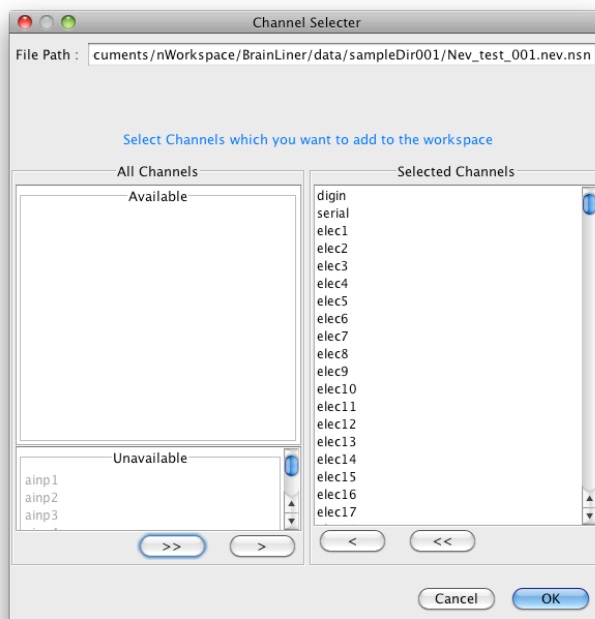 Channel Selecter
File Path : cuments/nWorkspace/BrainLiner/data/sampleDir001/Nev_test_001.nev.nsn
Select Channels which you want to add to the workspace
All Channels
Available
Unavailable
ainp1
ainp2
ainp3
>>
>
Selected Channels
digin
serial
elec1
elec2
elec3
elec4
elec5
elec6
elec7
elec8
elec9
elec10
elec11
elec12
elec13
elec14
elec15
elec16
elec17
<
<<
Cancel
OK